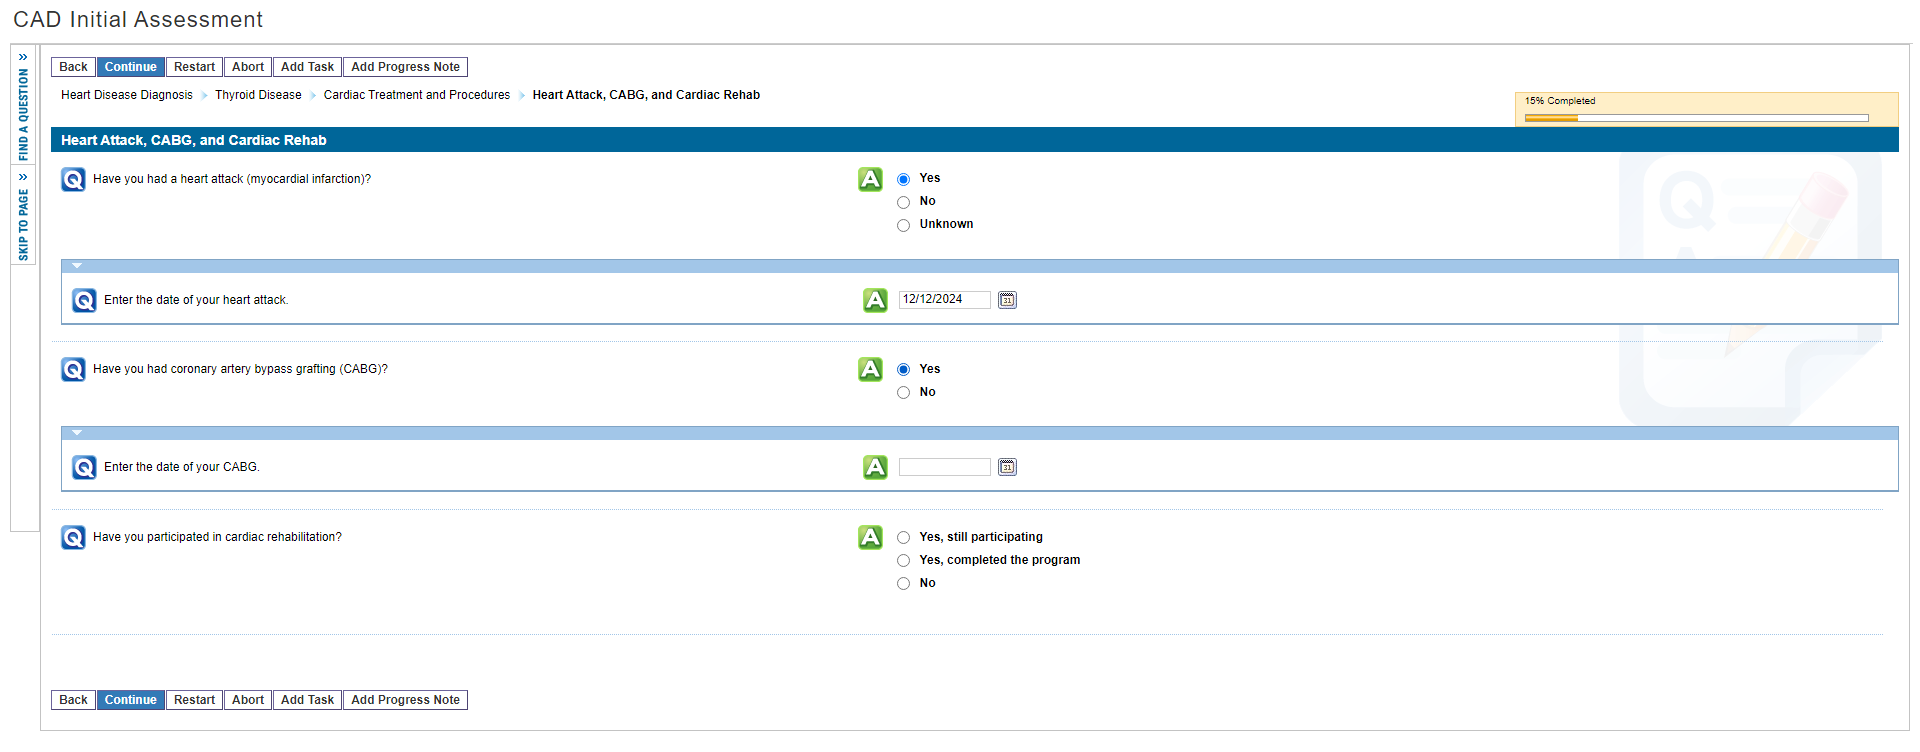 CAD Initial Assessment
Back Continue Restart Abort Add Task Add Progress Note
Heart Disease Diagnosis Thyroid Disease Cardiac Treatment and Procedures Heart Attack, CABG, and Cardiac Rehab
15% Completed
FIND A QUESTION »
SKIP TO PAGE »
Heart Attack, CABG, and Cardiac Rehab
Q Have you had a heart attack (myocardial infarction)? A Yes
No
Unknown
Q Enter the date of your heart attack. A 12/12/2024 31
Q Have you had coronary artery bypass grafting (CABG)? A Yes
No
Q Enter the date of your CABG. A 31
Q Have you participated in cardiac rehabilitation? A Yes, still participating
Yes, completed the program
No
Back Continue Restart Abort Add Task Add Progress Note